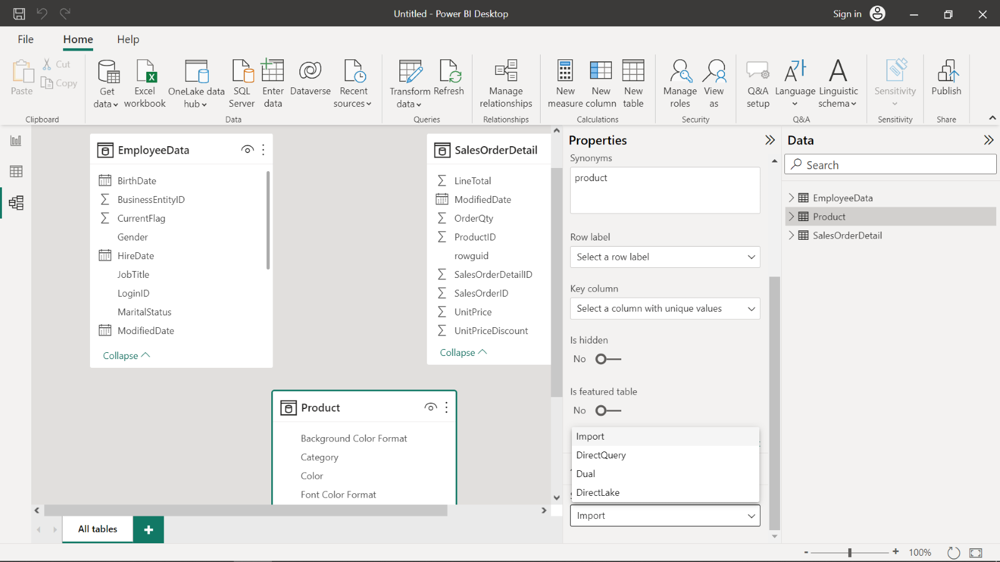 Untitled - Power BI Desktop
Sign in
File
Home
Help
Paste
Cut
Copy
Clipboard
Get data
Excel workbook
OneLake data hub
SQL Server
Enter data
Dataverse
Recent sources
Data
Transform data
Refresh
Queries
Manage relationships
Relationships
New measure
New column
New table
Calculations
Manage roles
View as
Security
Q&A setup
Language
Linguistic schema
Q&A
Sensitivity
Sensitivity
Publish
Share
EmployeeData
BirthDate
BusinessEntityID
CurrentFlag
Gender
HireDate
JobTitle
LoginID
MaritalStatus
ModifiedDate
Collapse
SalesOrderDetail
LineTotal
ModifiedDate
OrderQty
ProductID
rowguid
SalesOrderDetailID
SalesOrderID
UnitPrice
UnitPriceDiscount
Collapse
Product
Background Color Format
Category
Color
Font Color Format
All tables
Properties
Synonyms
product
Row label
Select a row label
Key column
Select a column with unique values
Is hidden
No
Is featured table
No
Import
DirectQuery
Dual
DirectLake
Import
Data
Search
EmployeeData
Product
SalesOrderDetail
- + 100%